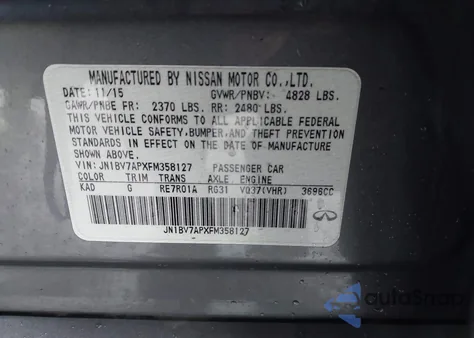 MANUFACTURED BY NISSAN MOTOR CO.,LTD.
DATE: 11/15 GVWR/PNBV: 4828 LBS.
GAWR/PNBE FR: 2370 LBS. RR: 2480 LBS.
THIS VEHICLE CONFORMS TO ALL APPLICABLE FEDERAL
MOTOR VEHICLE SAFETY, BUMPER, AND THEFT PREVENTION
STANDARDS IN EFFECT ON THE DATE OF MANUFACTURE
SHOWN ABOVE.
VIN: JN1BV7APXFM358127 PASSENGER CAR
COLOR TRIM TRANS AXLE ENGINE
KAD G RE7R01A RG31 VQ37(VHR) 3696CC
JN1BV7APXFM358127
autoSnap